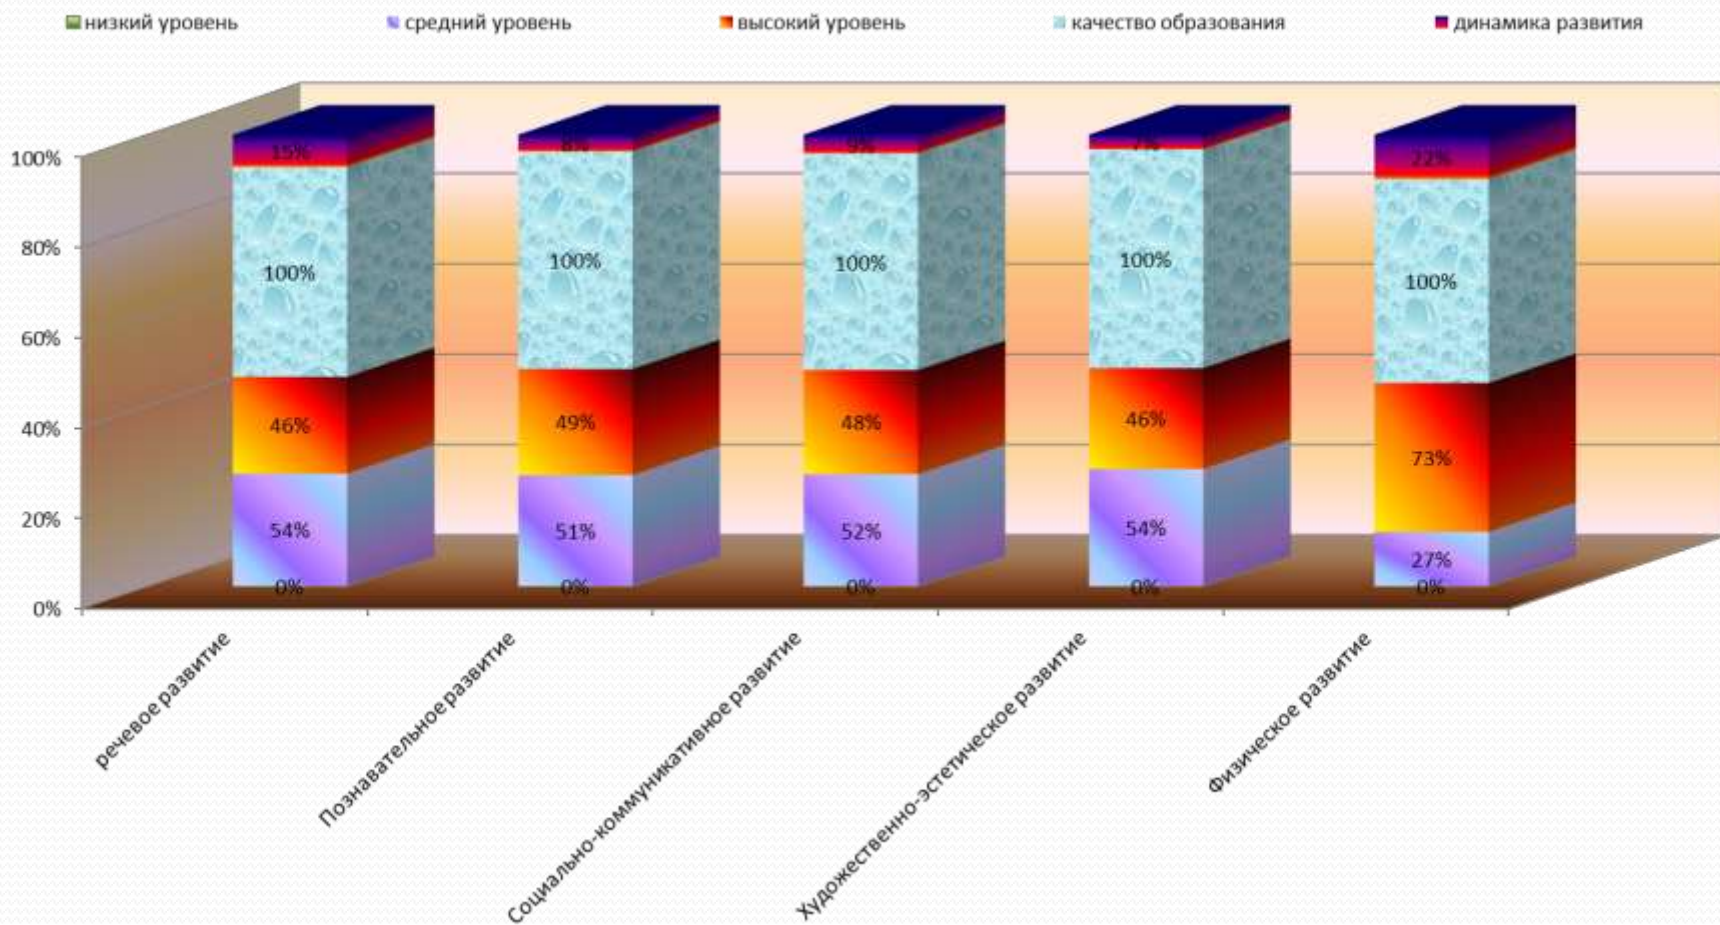 низкий уровень средний уровень высокий уровень качество образования динамика развития
100%
80%
60%
40%
20%
0%
15% 8% 9% 7% 22%
100% 100% 100% 100% 100%
46% 49% 48% 46% 73%
54% 51% 52% 54% 27%
0% 0% 0% 0% 0%
речевое развитие
Познавательное развитие
Социально-коммуникативное развитие
Художественно-эстетическое развитие
Физическое развитие